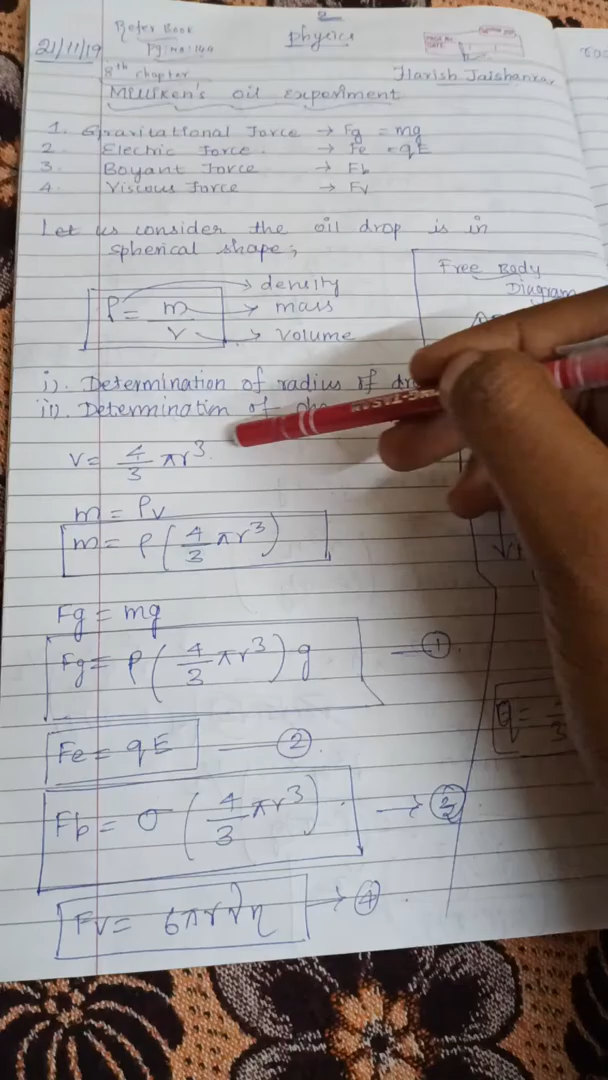 21/11/19
Refer Book
Pg: no: 144
Physics
8th chapter
Harish Jaishankar
Milliken's oil experiment
1. Gravitational Force → Fg = mg
2. Electric Force. → Fe = qE
3. Boyant Force → Fb
4. Viscous Force → Fv
Let us consider the oil drop is in
spherical shape;
Free Body
Diagram
ρ = m/v
→ density
→ mass
→ volume
i). Determination of radius of
ii). Determination of
V = 4/3 πr³.
m = ρv
m = ρ(4/3 πr³)
Fg = mg
Fg = ρ(4/3 πr³)g — ①
Fe = qE — ②.
Fb = σ(4/3 πr³). → ③
Fv = 6πrvη → ④